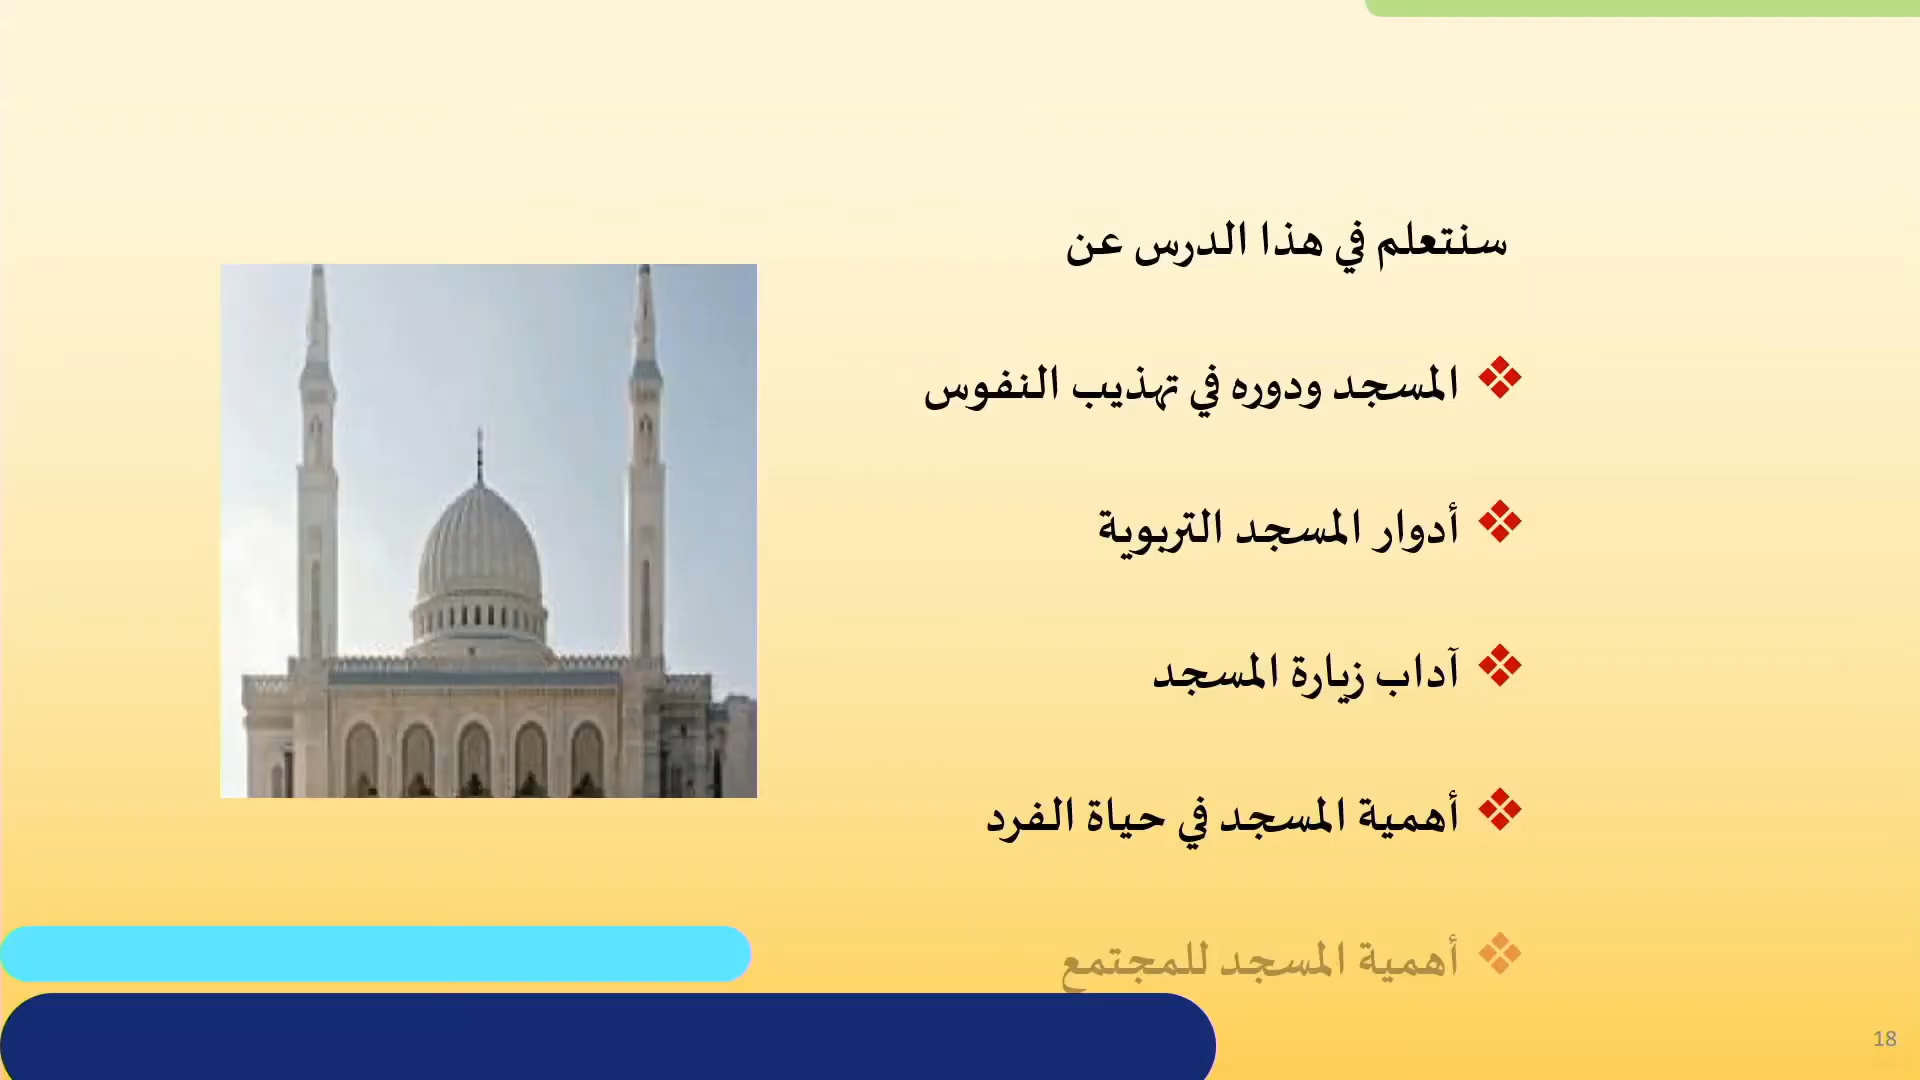 سنتعلم في هذا الدرس عن
المسجد ودوره في تهذيب النفوس
أدوار المسجد التربوية
آداب زيارة المسجد
أهمية المسجد في حياة الفرد
أهمية المسجد للمجتمع
18